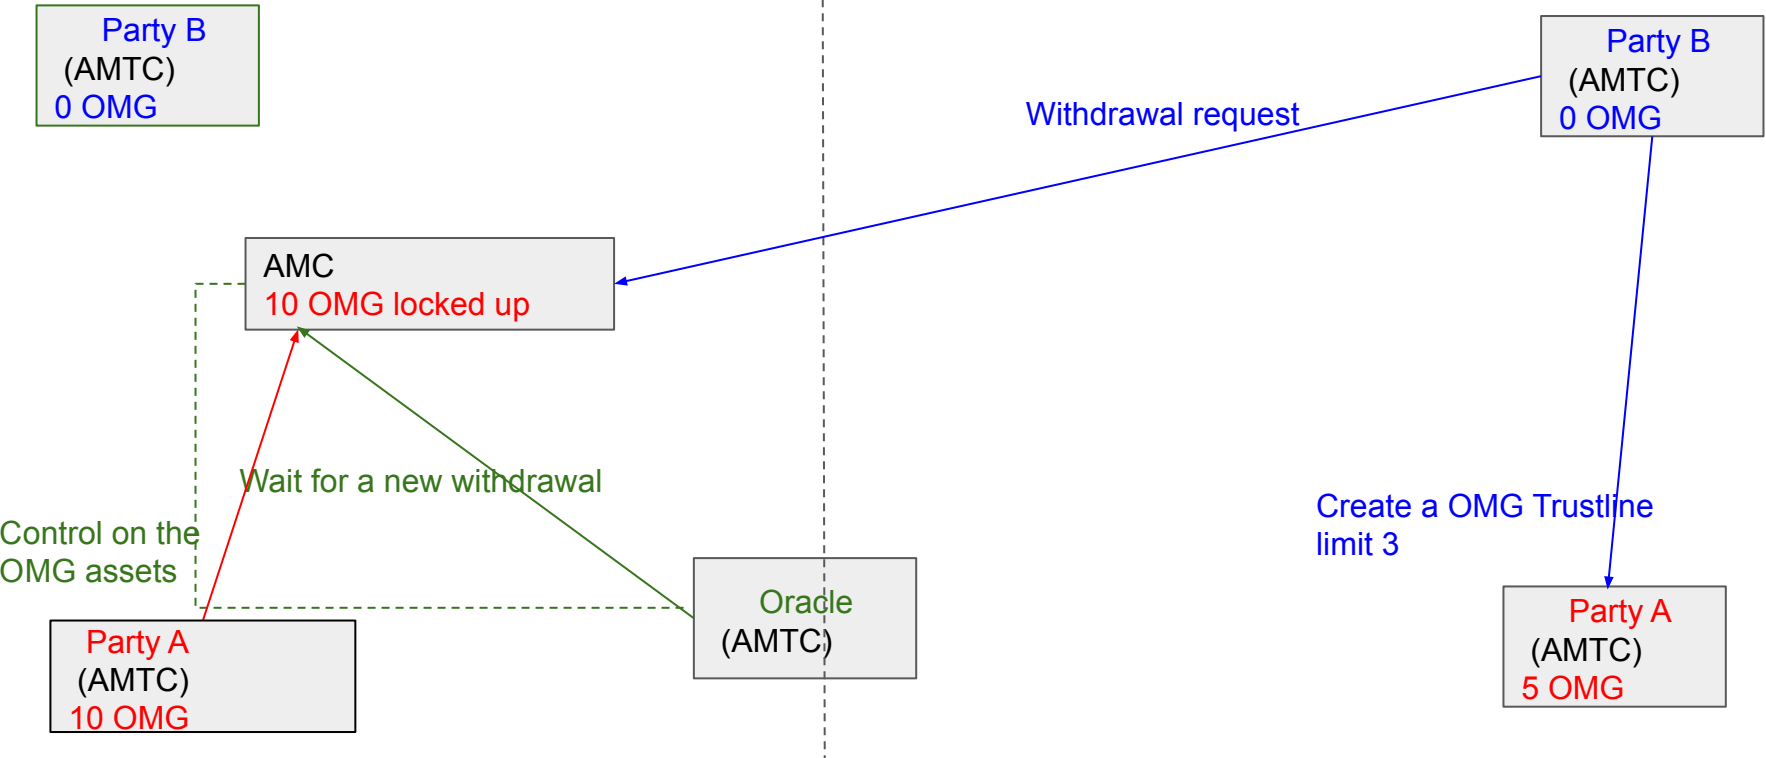 Party B
(AMTC)
0 OMG
Party B
(AMTC)
0 OMG
Withdrawal request
AMC
10 OMG locked up
Wait for a new withdrawal
Control on the
OMG assets
Create a OMG Trustline
limit 3
Oracle
(AMTC)
Party A
(AMTC)
10 OMG
Party A
(AMTC)
5 OMG